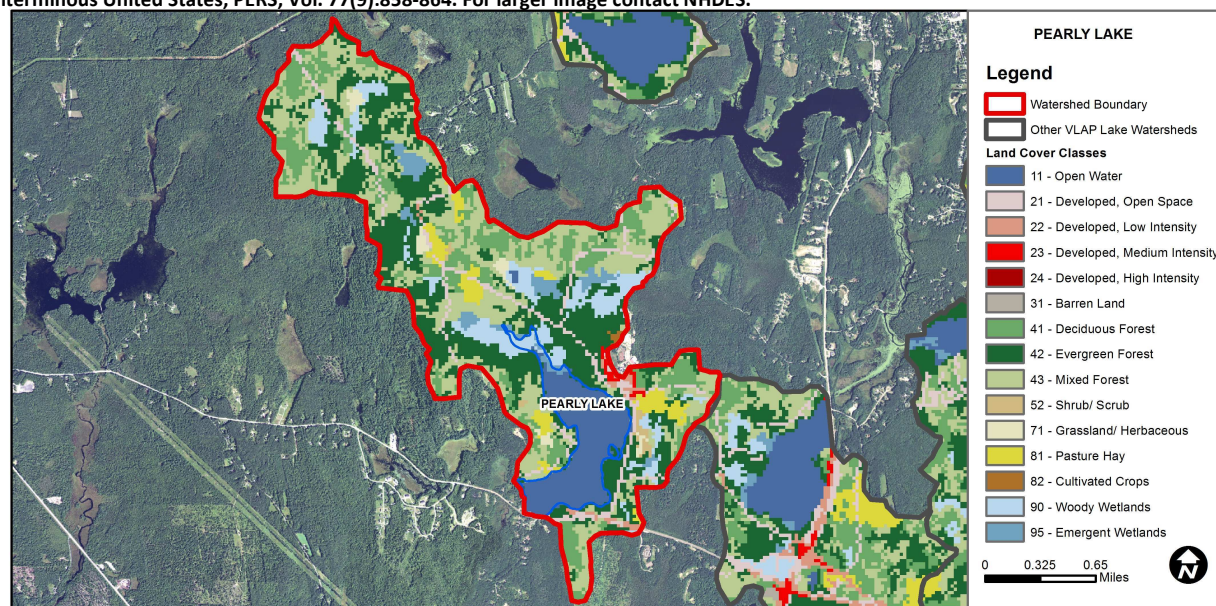 nterminous United States, PERS, Vol. 77(9):858-864. For larger image contact NHDES.
PEARLY LAKE
Legend
Watershed Boundary
Other VLAP Lake Watersheds
Land Cover Classes
11 - Open Water
21 - Developed, Open Space
22 - Developed, Low Intensity
23 - Developed, Medium Intensity
24 - Developed, High Intensity
31 - Barren Land
41 - Deciduous Forest
42 - Evergreen Forest
43 - Mixed Forest
52 - Shrub/ Scrub
71 - Grassland/ Herbaceous
81 - Pasture Hay
82 - Cultivated Crops
90 - Woody Wetlands
95 - Emergent Wetlands
0 0.325 0.65
Miles
N
PEARLY LAKE